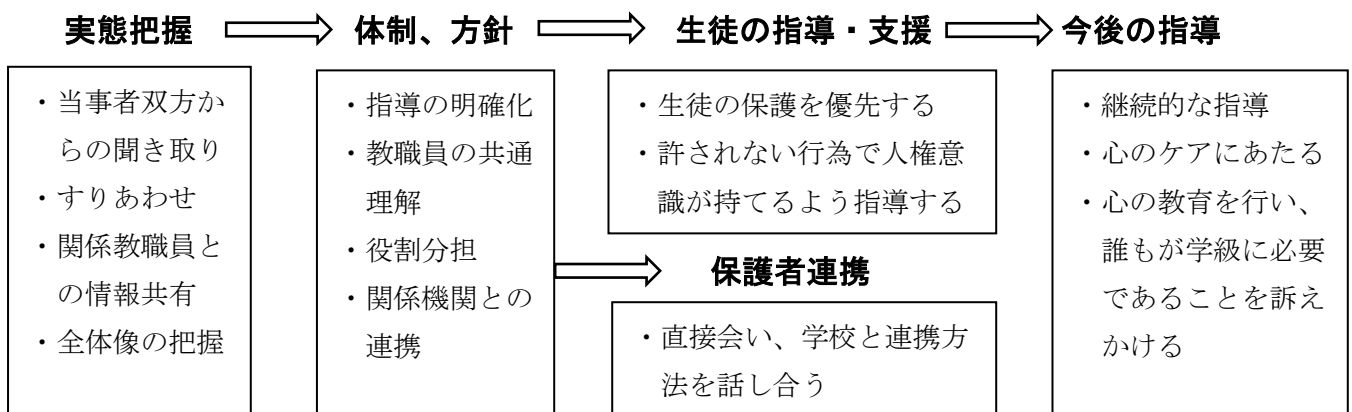 実態把握
体制、方針
生徒の指導・支援
今後の指導
・当事者双方か
らの聞き取り
・すりあわせ
・関係教職員と
の情報共有
・全体像の把握
・指導の明確化
・教職員の共通
理解
・役割分担
・関係機関との
連携
・生徒の保護を優先する
・許されない行為で人権意
識が持てるよう指導する
保護者連携
・直接会い、学校と連携方
法を話し合う
・継続的な指導
・心のケアにあたる
・心の教育を行い、
誰もが学級に必要
であることを訴え
かける